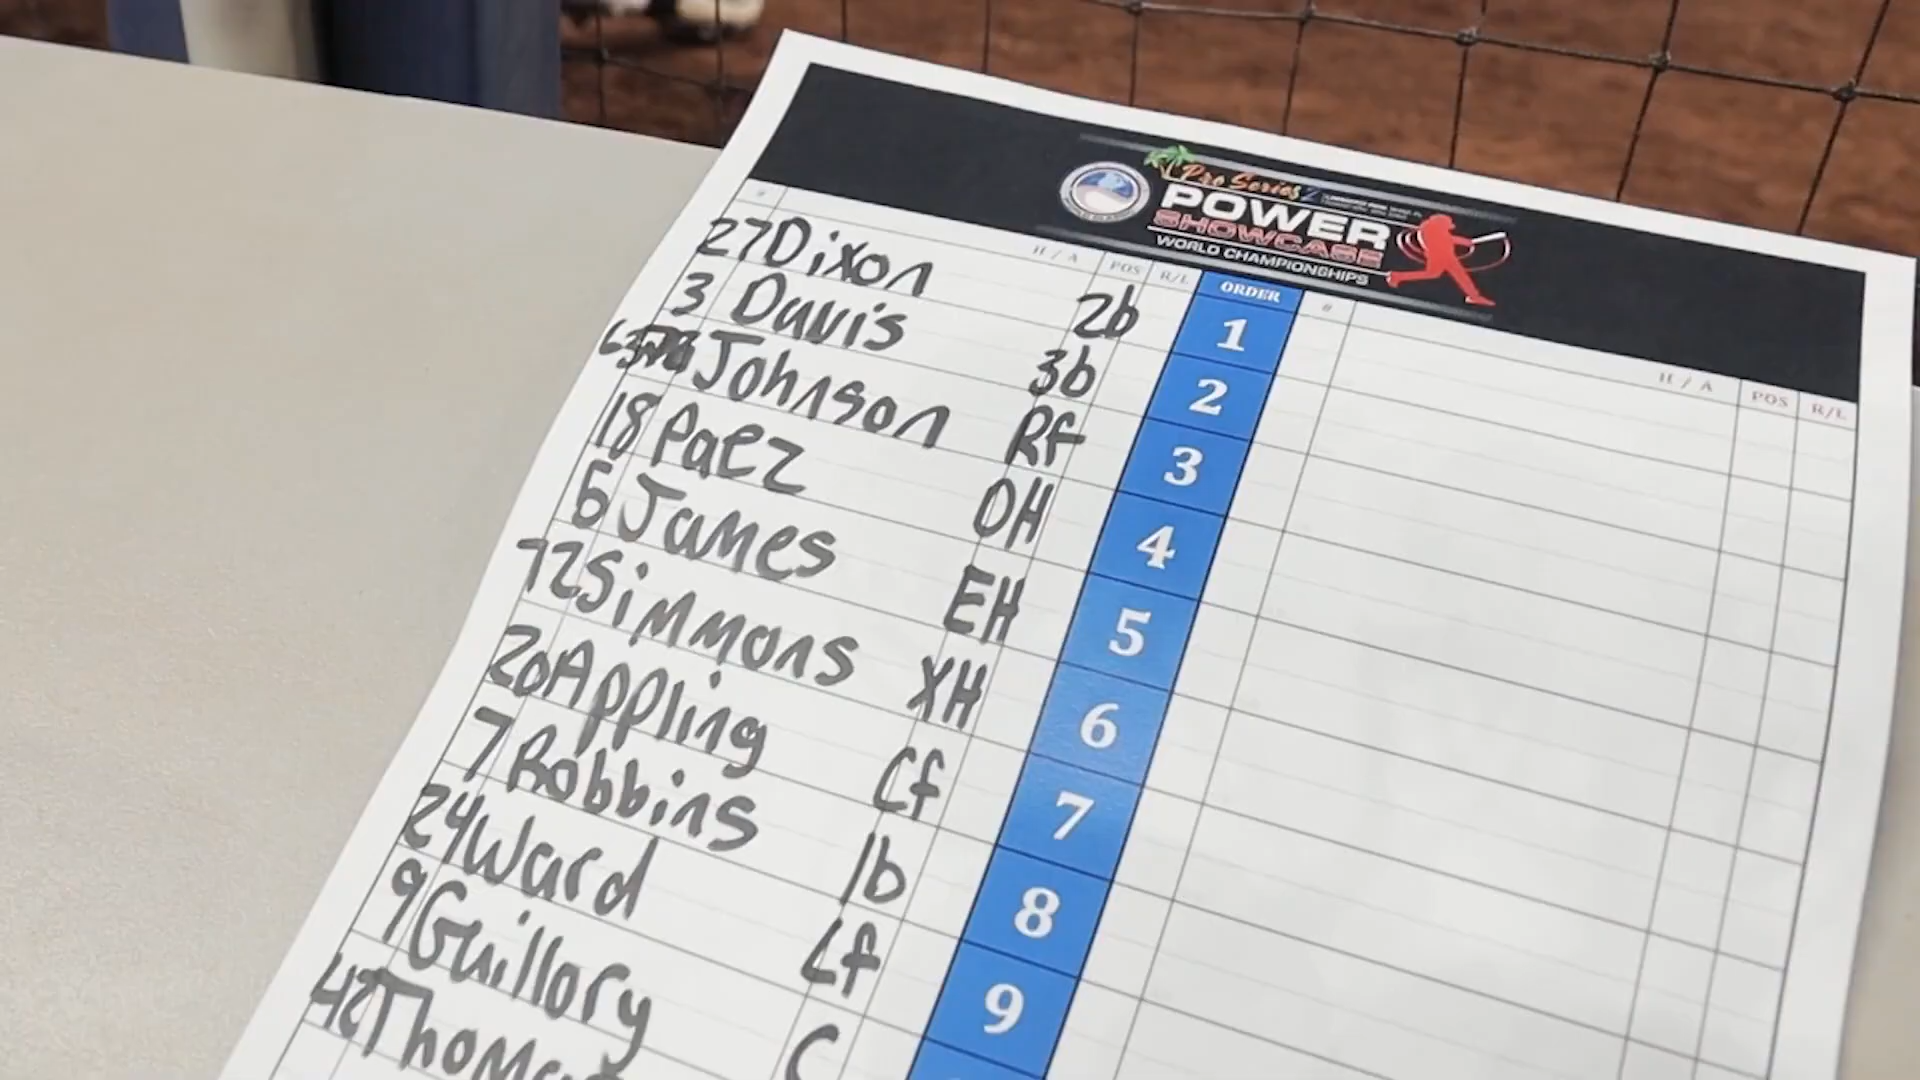 Pro Series
POWER
SHOWCASE
WORLD CHAMPIONSHIPS
# H / A POS R/L ORDER # H / A POS R/L
27 Dixon 2b 1
3 Davis 3b 2
Johnson Rf 3
18 Paez DH 4
6 James EH 5
72 Simmons XH 6
20 Appling Cf 7
7 Robbins 1b 8
24 Ward Lf 9
9 Guillory C
42 Thomas